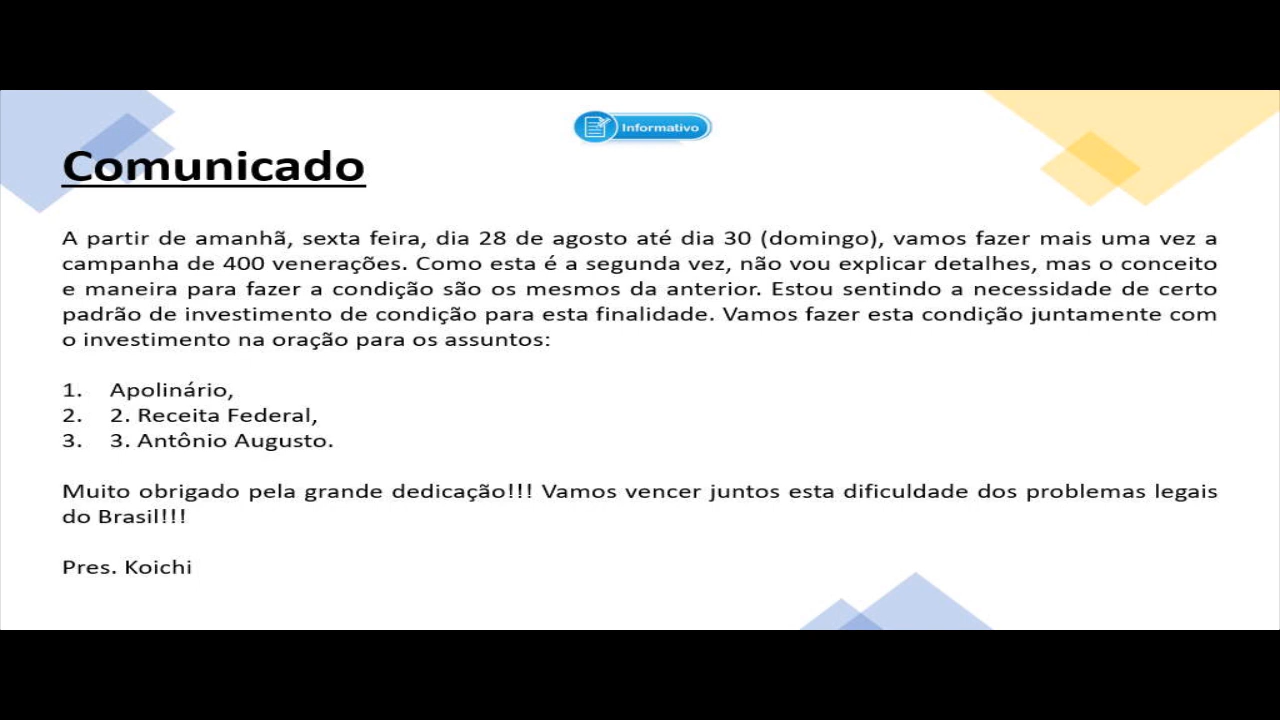 Informativo
Comunicado
A partir de amanhã, sexta feira, dia 28 de agosto até dia 30 (domingo), vamos fazer mais uma vez a
campanha de 400 venerações. Como esta é a segunda vez, não vou explicar detalhes, mas o conceito
e maneira para fazer a condição são os mesmos da anterior. Estou sentindo a necessidade de certo
padrão de investimento de condição para esta finalidade. Vamos fazer esta condição juntamente com
o investimento na oração para os assuntos:
1. Apolinário,
2. 2. Receita Federal,
3. 3. Antônio Augusto.
Muito obrigado pela grande dedicação!!! Vamos vencer juntos esta dificuldade dos problemas legais
do Brasil!!!
Pres. Koichi